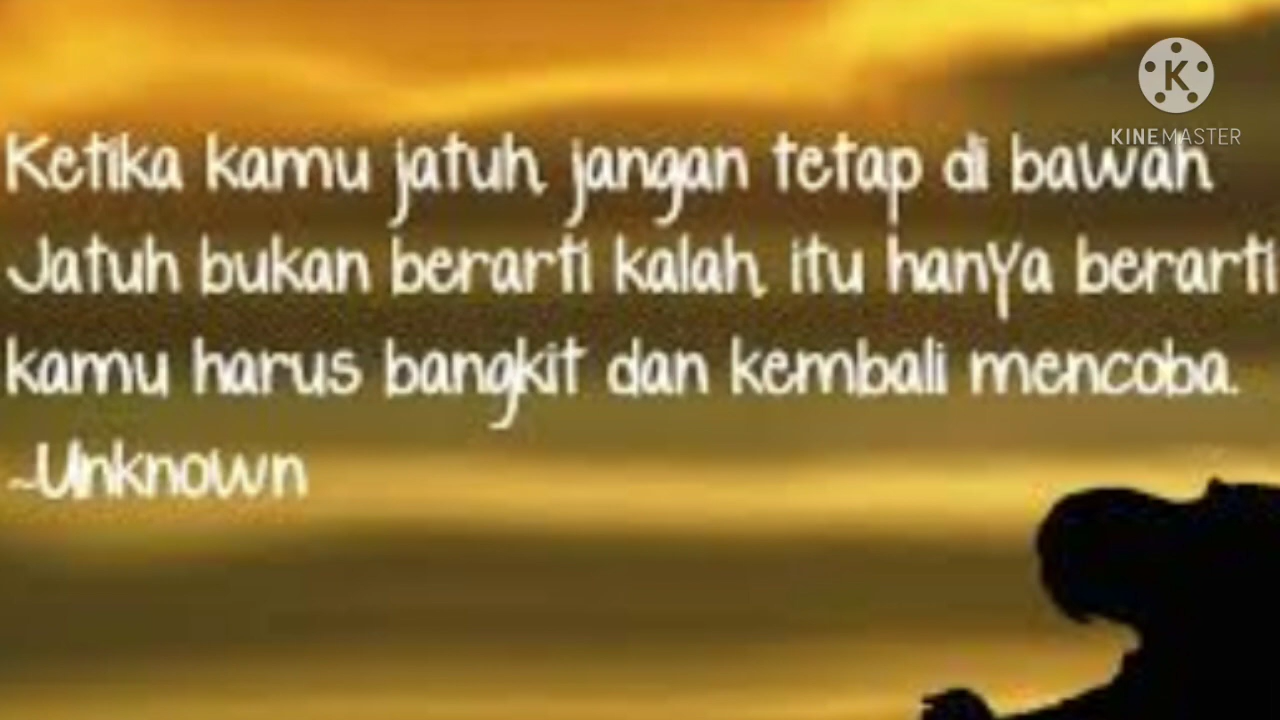 K
KINEMASTER
Ketika kamu jatuh, jangan tetap di bawah.
Jatuh bukan berarti kalah, itu hanya berarti
kamu harus bangkit dan kembali mencoba.
~Unknown